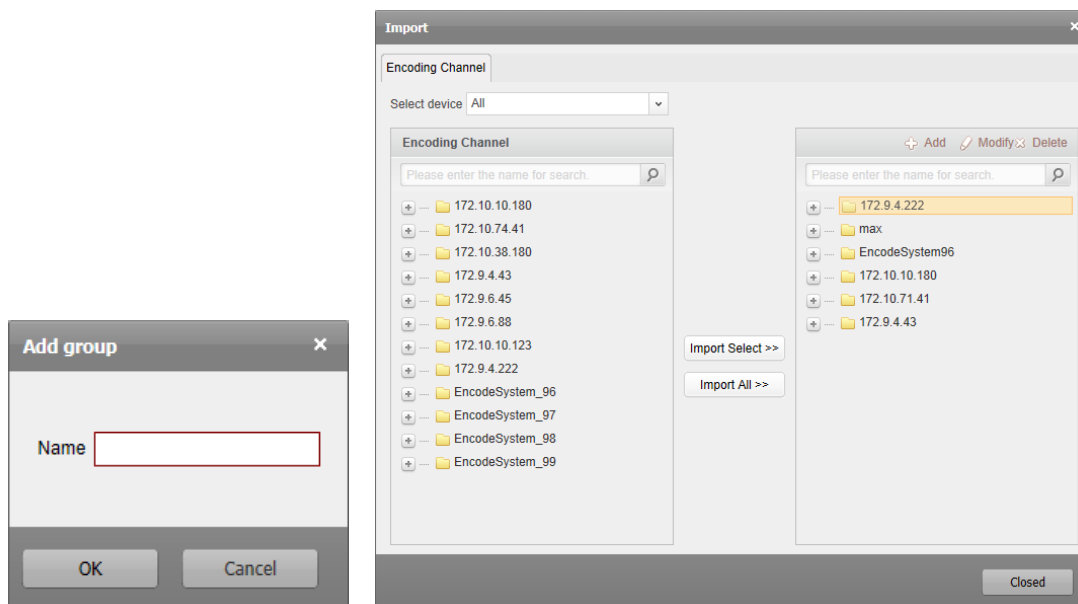 Add group
Name
OK
Cancel
Import
Encoding Channel
Select device All
Encoding Channel
Please enter the name for search.
172.10.10.180
172.10.74.41
172.10.38.180
172.9.4.43
172.9.6.45
172.9.6.88
172.10.10.123
172.9.4.222
EncodeSystem_96
EncodeSystem_97
EncodeSystem_98
EncodeSystem_99
Import Select >>
Import All >>
Add Modify Delete
Please enter the name for search.
172.9.4.222
max
EncodeSystem96
172.10.10.180
172.10.71.41
172.9.4.43
Closed